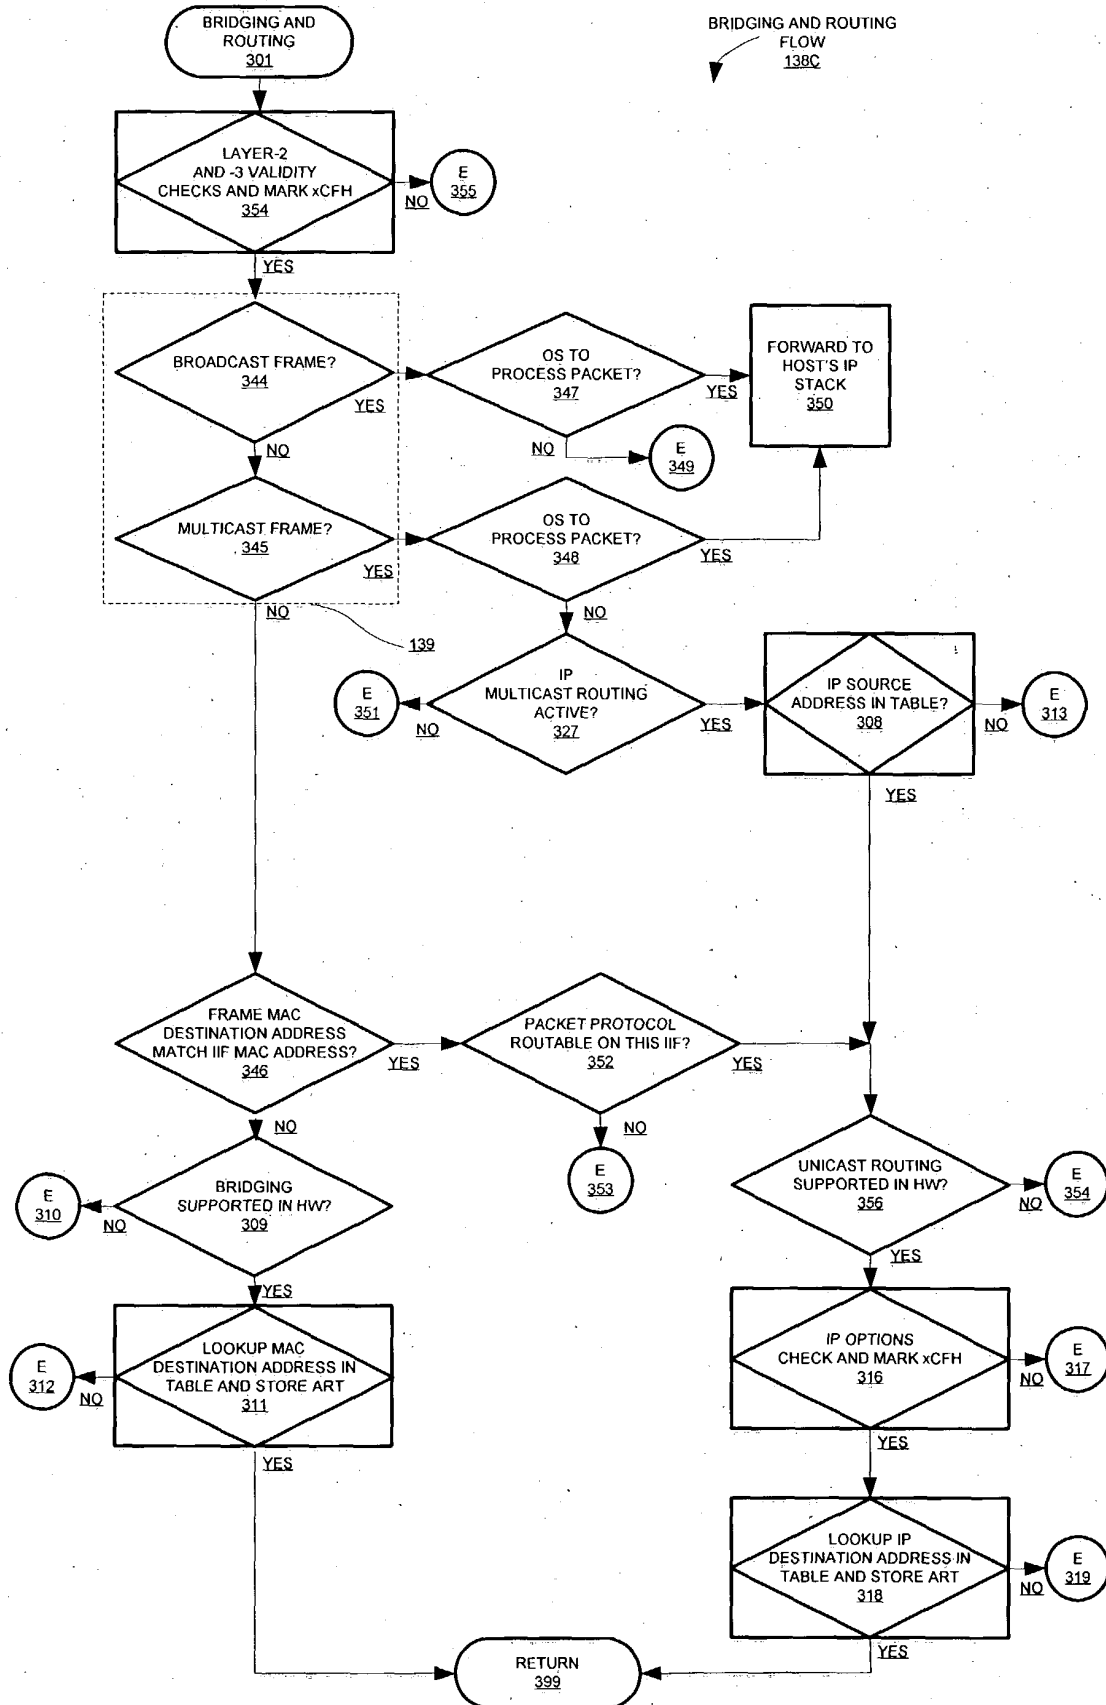 BRIDGING AND
ROUTING
301
BRIDGING AND ROUTING
FLOW
138C
LAYER-2
AND -3 VALIDITY
CHECKS AND MARK xCFH
354
NO
E
355
YES
BROADCAST FRAME?
344
YES
OS TO
PROCESS PACKET?
347
YES
FORWARD TO
HOST'S IP
STACK
350
NO
NO
E
349
MULTICAST FRAME?
345
YES
OS TO
PROCESS PACKET?
348
YES
NO
NO
139
E
351
NO
IP
MULTICAST ROUTING
ACTIVE?
327
YES
IP SOURCE
ADDRESS IN TABLE?
308
NO
E
313
YES
FRAME MAC
DESTINATION ADDRESS
MATCH IIF MAC ADDRESS?
346
YES
PACKET PROTOCOL
ROUTABLE ON THIS IIF?
352
YES
NO
NO
E
353
E
310
NO
BRIDGING
SUPPORTED IN HW?
309
UNICAST ROUTING
SUPPORTED IN HW?
356
NO
E
354
YES
YES
E
312
NO
LOOKUP MAC
DESTINATION ADDRESS IN
TABLE AND STORE ART
311
IP OPTIONS
CHECK AND MARK xCFH
316
NO
E
317
YES
YES
LOOKUP IP
DESTINATION ADDRESS IN
TABLE AND STORE ART
318
NO
E
319
YES
RETURN
399